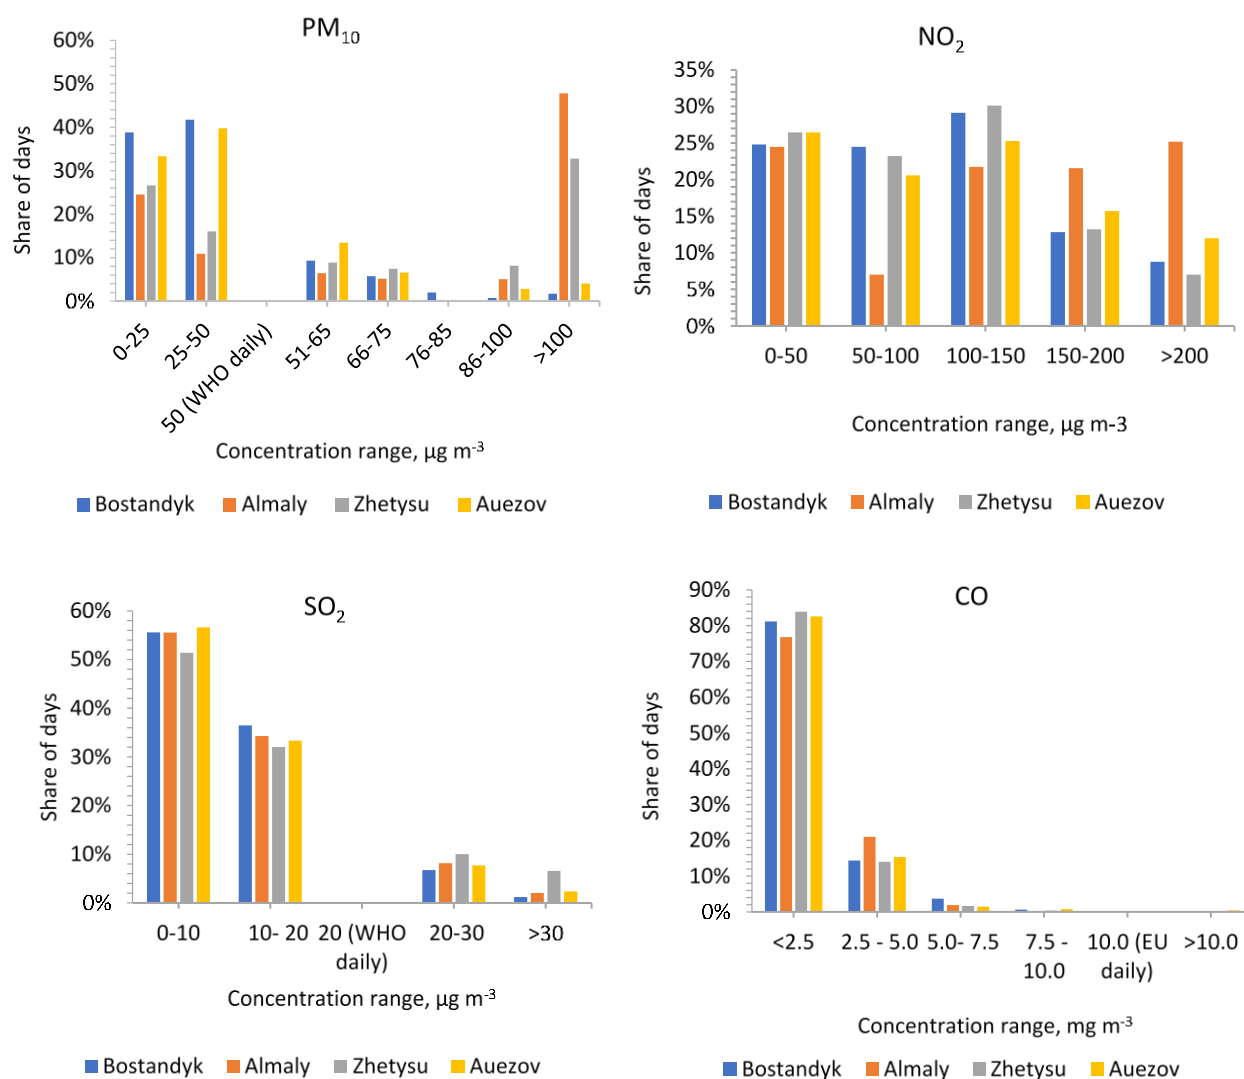 PM10
60%
50%
40%
30%
20%
10%
0%
Share of days
0-25
25-50
50 (WHO daily)
51-65
66-75
76-85
86-100
>100
Concentration range, µg m-3
Bostandyk Almaly Zhetysu Auezov
NO2
35%
30%
25%
20%
15%
10%
5%
0%
Share of days
0-50 50-100 100-150 150-200 >200
Concentration range, µg m-3
Bostandyk Almaly Zhetysu Auezov
SO2
60%
50%
40%
30%
20%
10%
0%
Share of days
0-10 10- 20 20 (WHO 20-30 >30
daily)
Concentration range, µg m-3
Bostandyk Almaly Zhetysu Auezov
CO
90%
80%
70%
60%
50%
40%
30%
20%
10%
0%
Share of days
<2.5 2.5 - 5.0 5.0- 7.5 7.5 - 10.0 (EU >10.0
10.0 daily)
Concentration range, mg m-3
Bostandyk Almaly Zhetysu Auezov